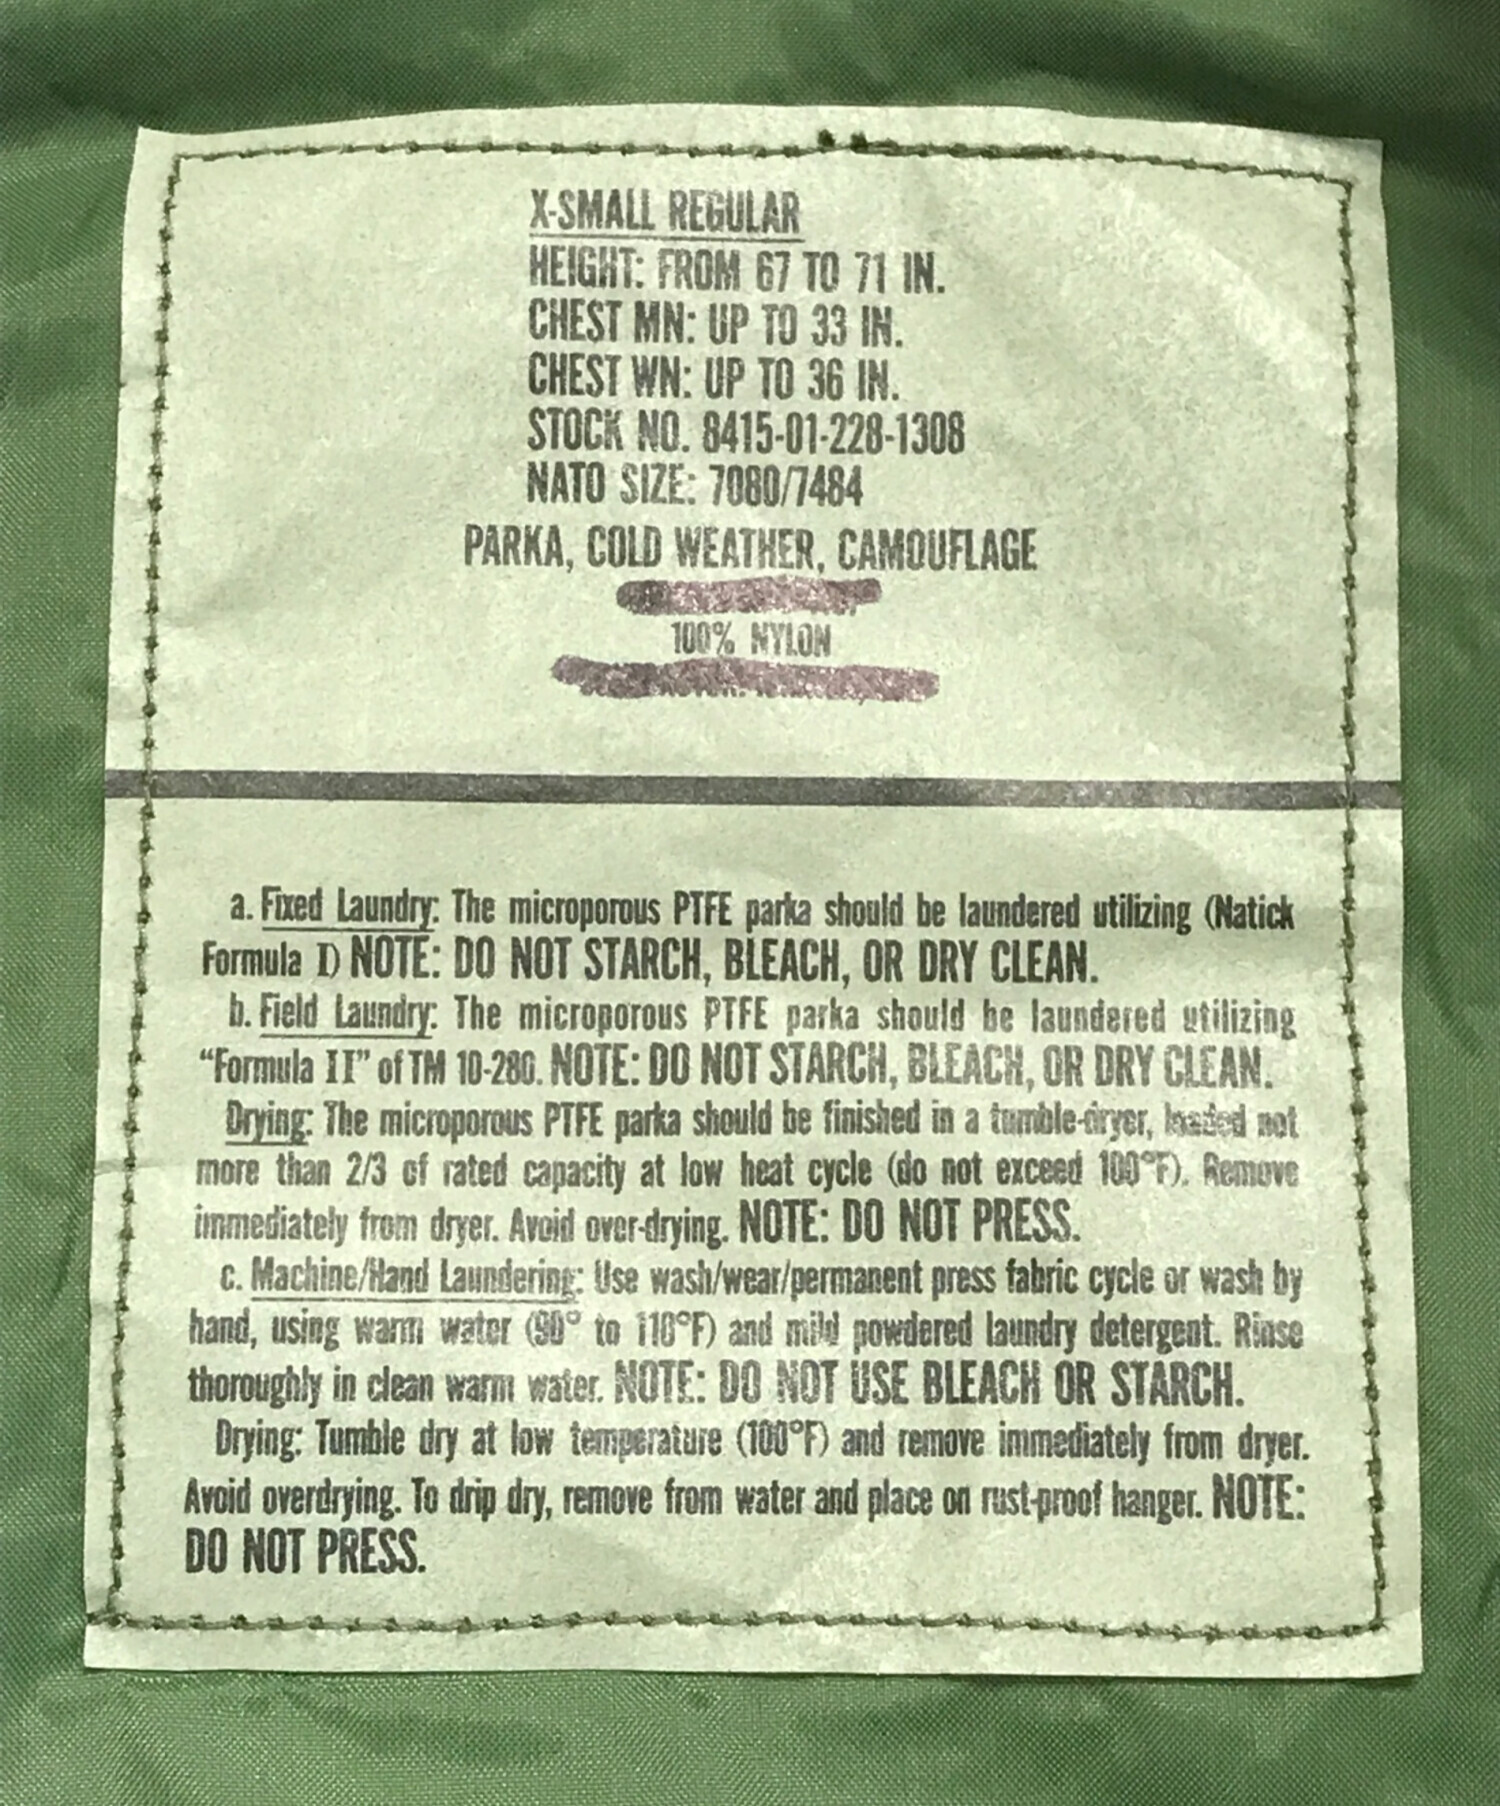 X-SMALL REGULAR
HEIGHT: FROM 67 TO 71 IN.
CHEST MN: UP TO 33 IN.
CHEST WN: UP TO 36 IN.
STOCK NO. 8415-01-228-1308
NATO SIZE: 7080/7484
PARKA, COLD WEATHER, CAMOUFLAGE
100% NYLON
a. Fixed Laundry: The microporous PTFE parka should be laundered utilizing (Natick
Formula I) NOTE: DO NOT STARCH, BLEACH, OR DRY CLEAN.
b. Field Laundry: The microporous PTFE parka should be laundered utilizing
“Formula II” of TM 10-280. NOTE: DO NOT STARCH, BLEACH, OR DRY CLEAN.
Drying: The microporous PTFE parka should be finished in a tumble-dryer, loaded not
more than 2/3 of rated capacity at low heat cycle (do not exceed 100°F). Remove
immediately from dryer. Avoid over-drying. NOTE: DO NOT PRESS.
c. Machine/Hand Laundering: Use wash/wear/permanent press fabric cycle or wash by
hand, using warm water (90° to 110°F) and mild powdered laundry detergent. Rinse
thoroughly in clean warm water. NOTE: DO NOT USE BLEACH OR STARCH.
Drying: Tumble dry at low temperature (100°F) and remove immediately from dryer.
Avoid overdrying. To drip dry, remove from water and place on rust-proof hanger. NOTE:
DO NOT PRESS.